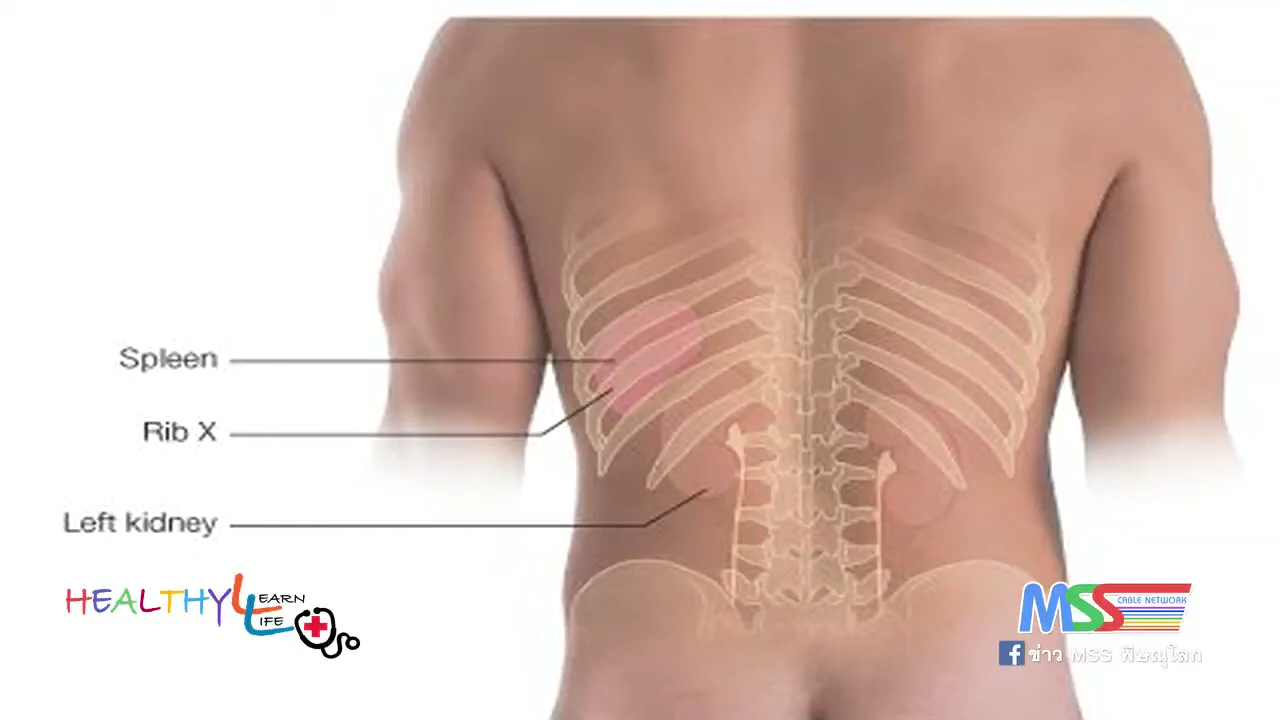 Spleen
Rib X
Left kidney
HEALTHY LEARN LIFE
MSS CABLE NETWORK
ข่าว MSS พิษณุโลก